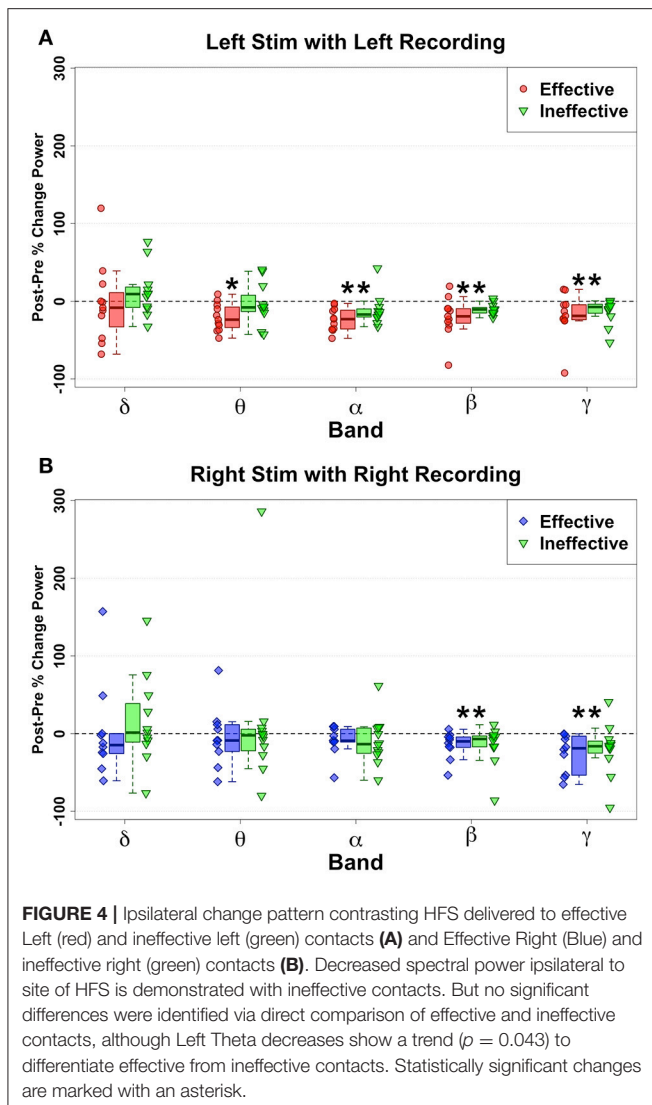 A
Left Stim with Left Recording
Effective
Ineffective
Post-Pre % Change Power
300
200
100
0
-100
*
**
**
**
δ
θ
α
β
γ
Band
B
Right Stim with Right Recording
Effective
Ineffective
Post-Pre % Change Power
300
200
100
0
-100
**
**
δ
θ
α
β
γ
Band
FIGURE 4 | Ipsilateral change pattern contrasting HFS delivered to effective
Left (red) and ineffective left (green) contacts (A) and Effective Right (Blue) and
ineffective right (green) contacts (B). Decreased spectral power ipsilateral to
site of HFS is demonstrated with ineffective contacts. But no significant
differences were identified via direct comparison of effective and ineffective
contacts, although Left Theta decreases show a trend (p = 0.043) to
differentiate effective from ineffective contacts. Statistically significant changes
are marked with an asterisk.